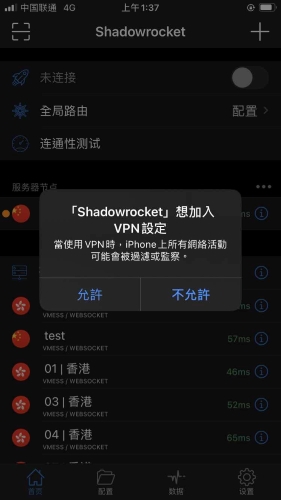 中国联通 4G 上午1:37
Shadowrocket
未连接
全局路由 配置
连通性测试
服务器节点
「Shadowrocket」想加入
VPN設定
當使用VPN時，iPhone上所有網絡活動
可能會被過濾或監察。
允許 不允許
VMESS / WEBSOCKET
test 57ms
VMESS / WEBSOCKET
01 | 香港 46ms
VMESS / WEBSOCKET
03 | 香港 52ms
VMESS / WEBSOCKET
04 | 香港 65ms
VMESS / WEBSOCKET
首页 配置 数据 设置